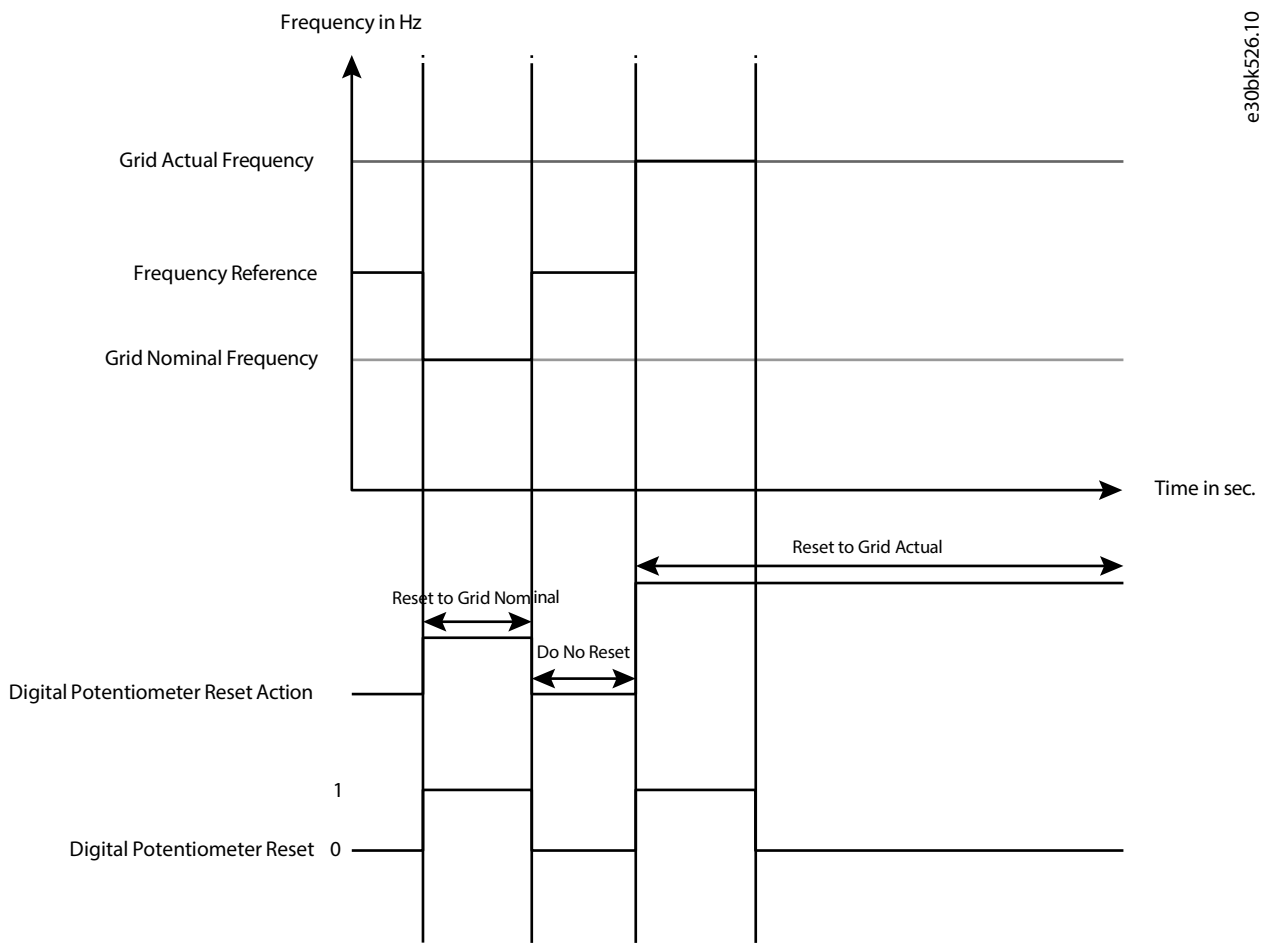 Frequency in Hz
e30bk526.10
Grid Actual Frequency
Frequency Reference
Grid Nominal Frequency
Time in sec.
Reset to Grid Actual
Reset to Grid Nominal
Do No Reset
Digital Potentiometer Reset Action
1
Digital Potentiometer Reset 0